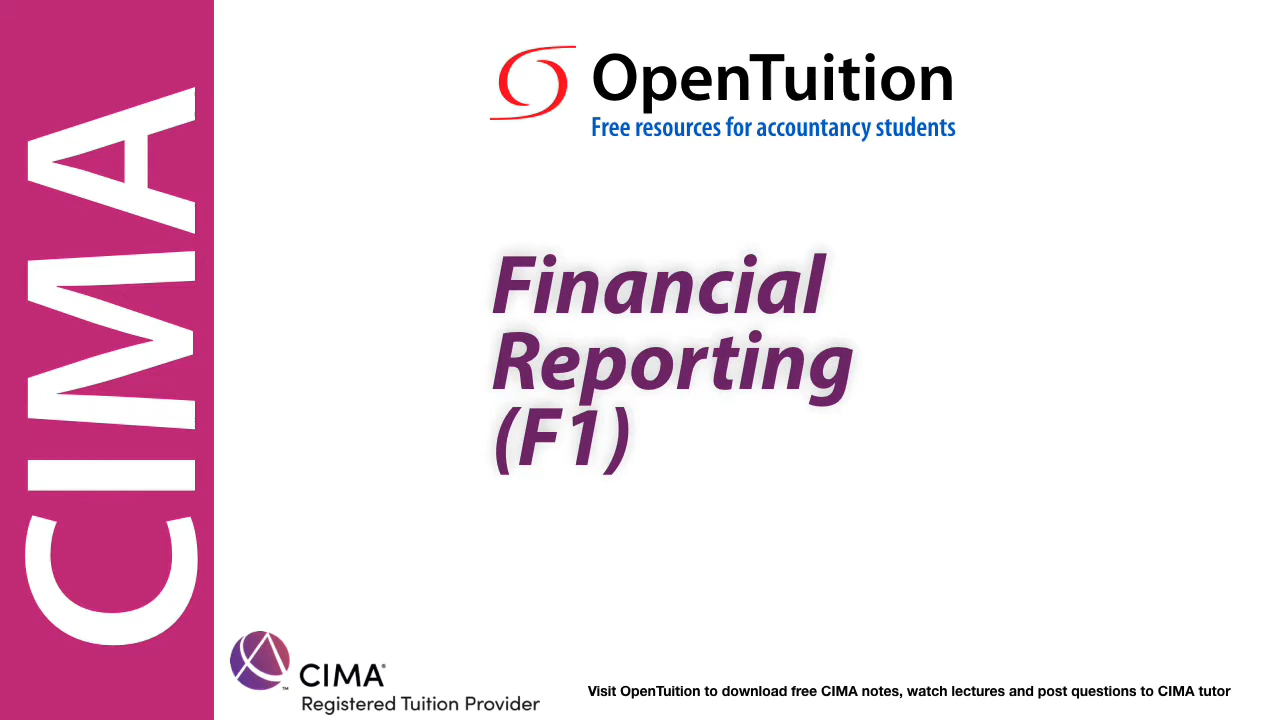 CIMA
OpenTuition
Free resources for accountancy students
Financial
Reporting
(F1)
CIMA®
™
Registered Tuition Provider
Visit OpenTuition to download free CIMA notes, watch lectures and post questions to CIMA tutor